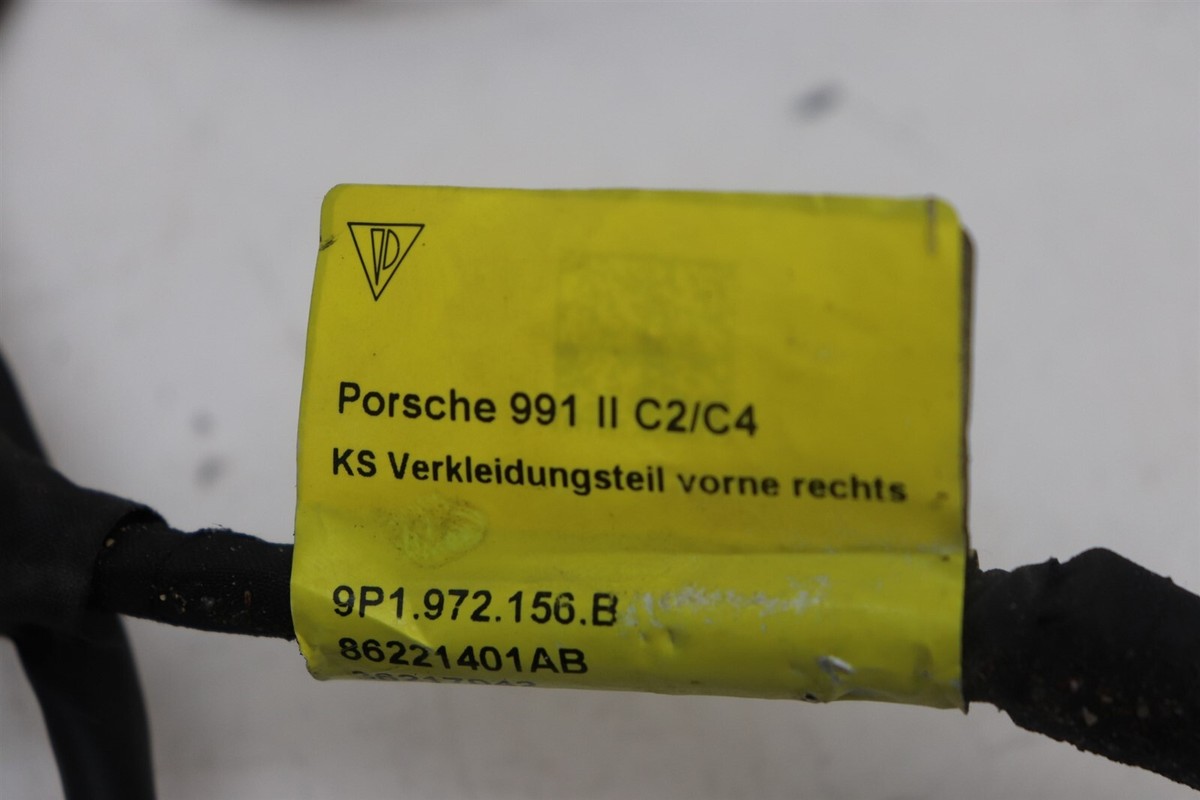 Porsche 991 II C2/C4
KS Verkleidungsteil vorne rechts
9P1.972.156.B
86221401AB